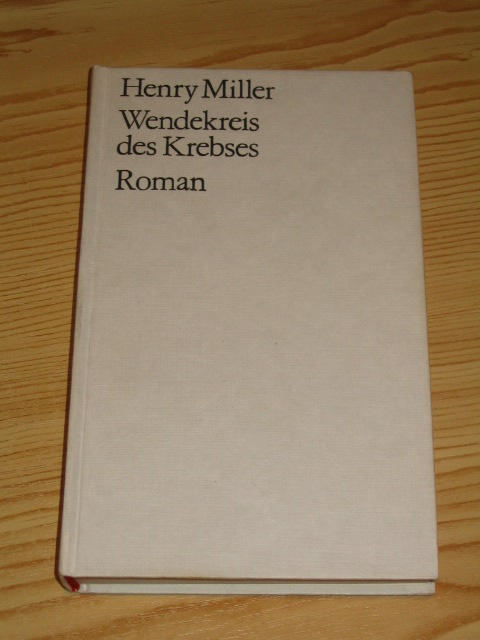 Henry Miller
Wendekreis
des Krebses
Roman